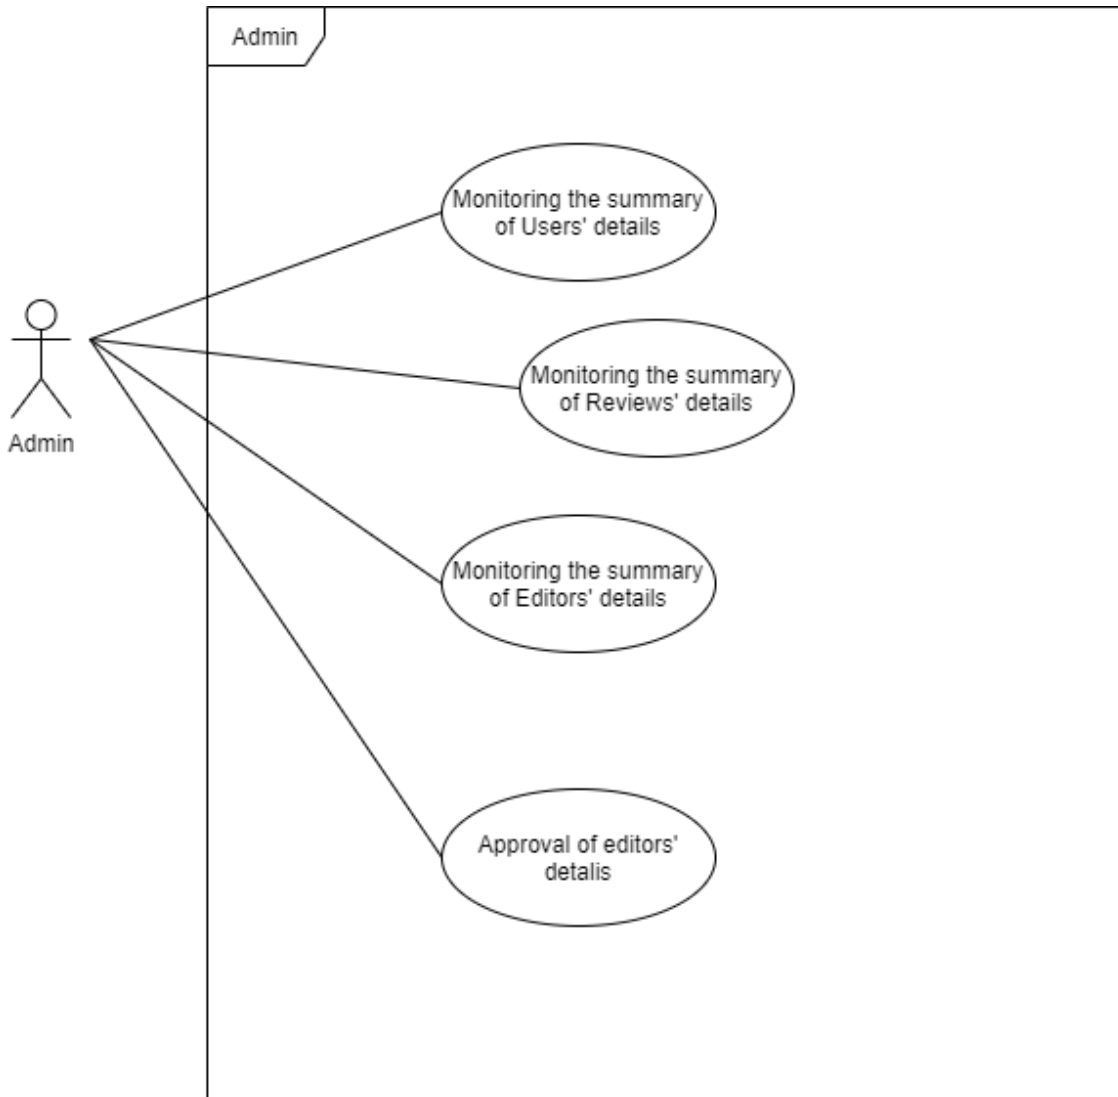 Admin
Monitoring the summary
of Users' details
Monitoring the summary
of Reviews' details
Admin
Monitoring the summary
of Editors' details
Approval of editors'
detalis